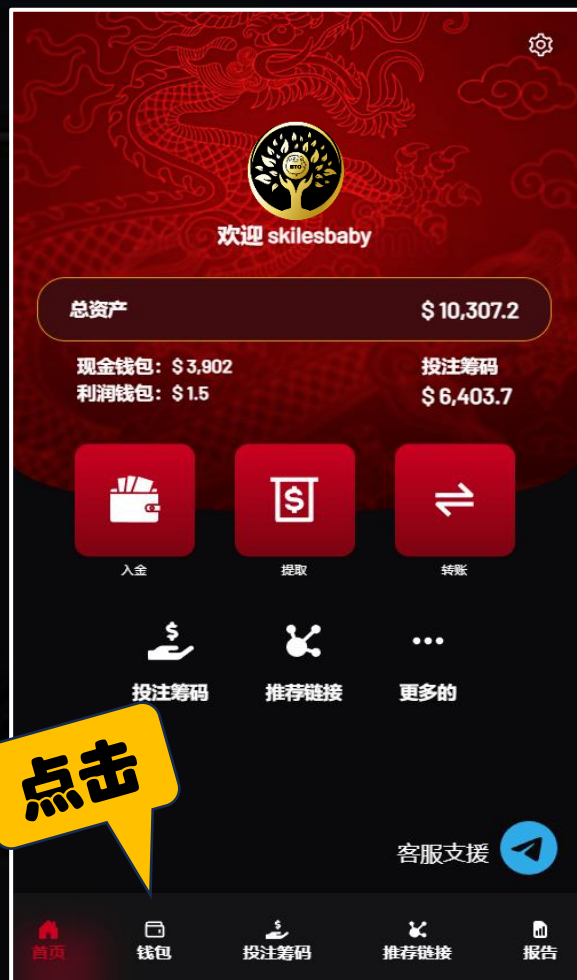 BTO
欢迎 skilesbaby
总资产 $ 10,307.2
现金钱包: $ 3,902
利润钱包: $ 1.5
投注筹码
$ 6,403.7
入金 提取 转账
投注筹码 推荐链接 更多的
点击
客服支援
首页 钱包 投注筹码 推荐链接 报告